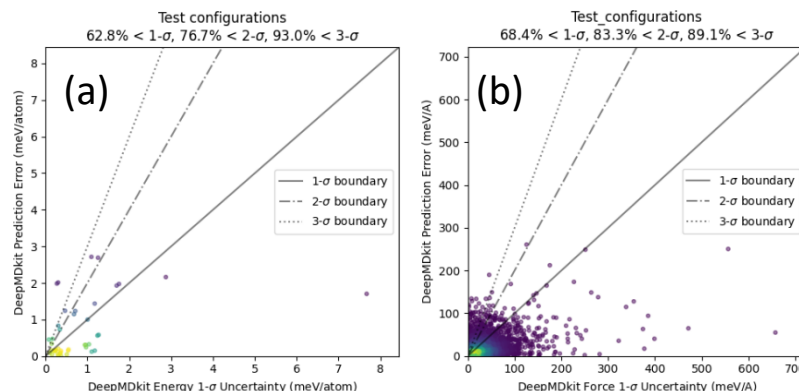 Test configurations
62.8% < 1-σ, 76.7% < 2-σ, 93.0% < 3-σ
(a)
DeepMDkit Prediction Error (meV/atom)
8
7
6
5
4
3
2
1
0
1-σ boundary
2-σ boundary
3-σ boundary
0 1 2 3 4 5 6 7 8
DeepMDkit Energy 1-σ Uncertainty (meV/atom)
Test_configurations
68.4% < 1-σ, 83.3% < 2-σ, 89.1% < 3-σ
(b)
DeepMDkit Prediction Error (meV/A)
700
600
500
400
300
200
100
0
1-σ boundary
2-σ boundary
3-σ boundary
0 100 200 300 400 500 600 700
DeepMDkit Force 1-σ Uncertainty (meV/A)